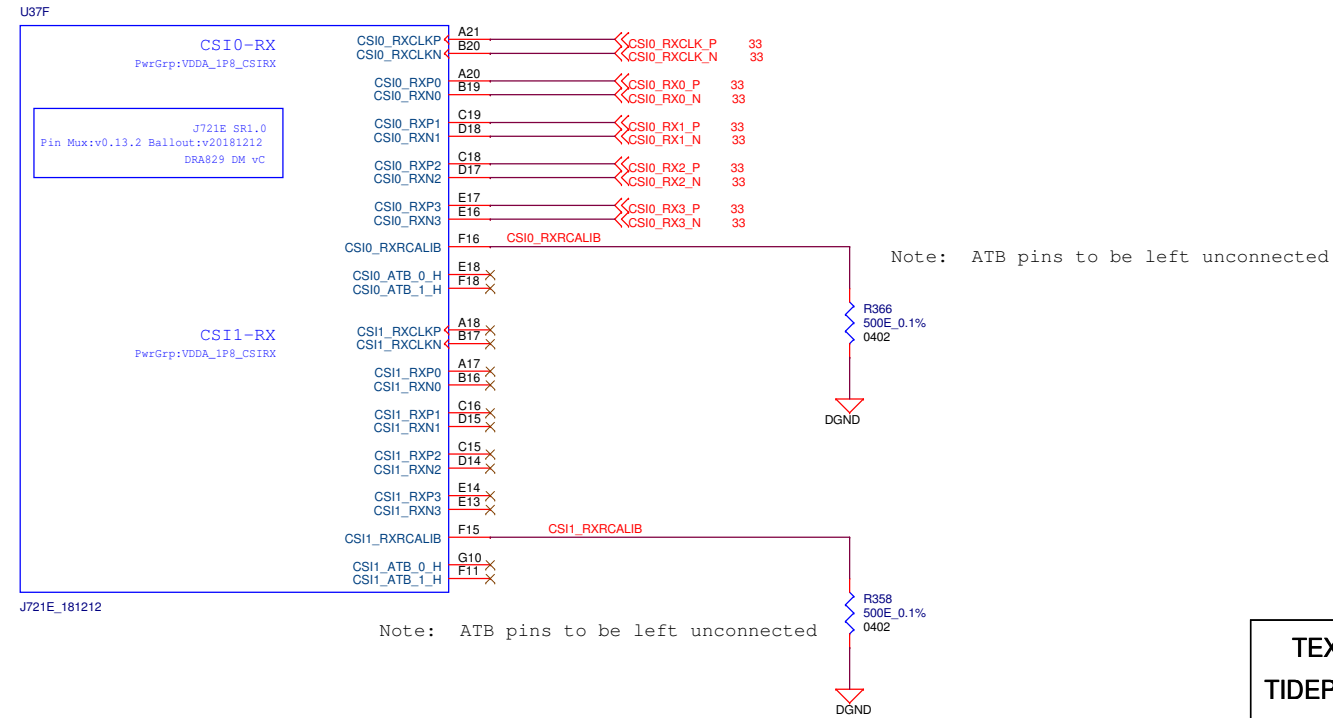 U37F
CSI0-RX
PwrGrp:VDDA_1P8_CSIRX
J721E SR1.0
Pin Mux:v0.13.2 Ballout:v20181212
DRA829 DM vC
CSI0_RXCLKP A21 CSI0_RXCLK_P 33
CSI0_RXCLKN B20 CSI0_RXCLK_N 33
CSI0_RXP0 A20 CSI0_RX0_P 33
CSI0_RXN0 B19 CSI0_RX0_N 33
CSI0_RXP1 C19 CSI0_RX1_P 33
CSI0_RXN1 D18 CSI0_RX1_N 33
CSI0_RXP2 C18 CSI0_RX2_P 33
CSI0_RXN2 D17 CSI0_RX2_N 33
CSI0_RXP3 E17 CSI0_RX3_P 33
CSI0_RXN3 E16 CSI0_RX3_N 33
CSI0_RXRCALIB F16 CSI0_RXRCALIB
Note: ATB pins to be left unconnected
CSI0_ATB_0_H E18
CSI0_ATB_1_H F18
R366
500E_0.1%
0402
DGND
CSI1-RX
PwrGrp:VDDA_1P8_CSIRX
CSI1_RXCLKP A18
CSI1_RXCLKN B17
CSI1_RXP0 A17
CSI1_RXN0 B16
CSI1_RXP1 C16
CSI1_RXN1 D15
CSI1_RXP2 C15
CSI1_RXN2 D14
CSI1_RXP3 E14
CSI1_RXN3 E13
CSI1_RXRCALIB F15 CSI1_RXRCALIB
CSI1_ATB_0_H G10
CSI1_ATB_1_H F11
J721E_181212
R358
500E_0.1%
0402
Note: ATB pins to be left unconnected
DGND
TEX
TIDEP